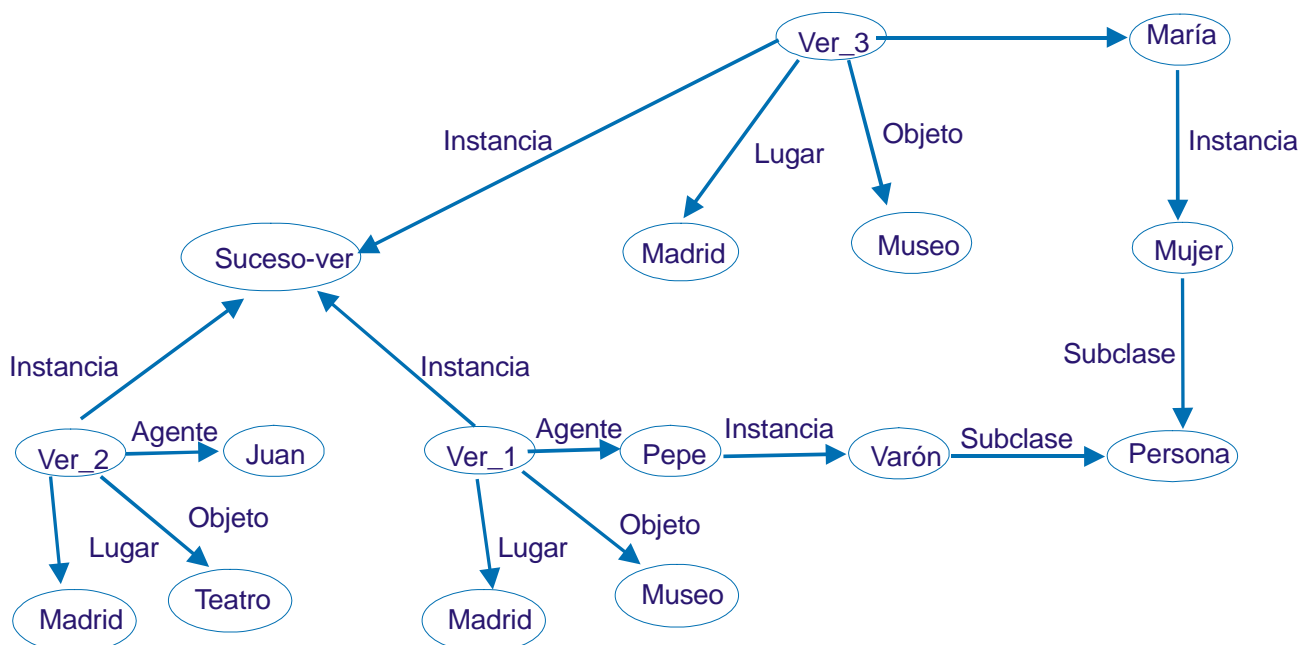 Ver_3
María
Instancia
Lugar
Objeto
Instancia
Suceso-ver
Madrid
Museo
Mujer
Instancia
Instancia
Subclase
Ver_2
Agente
Juan
Ver_1
Agente
Pepe
Instancia
Varón
Subclase
Persona
Lugar
Objeto
Lugar
Objeto
Madrid
Teatro
Madrid
Museo